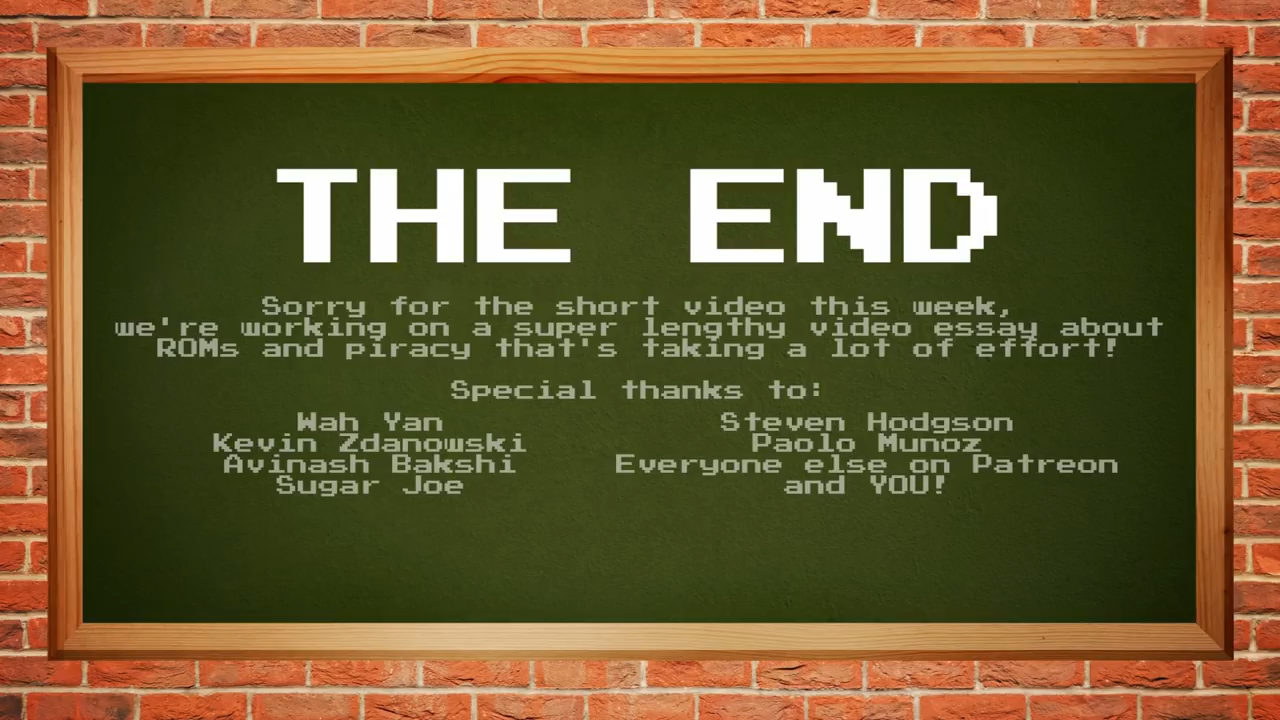 THE END
Sorry for the short video this week,
we're working on a super lengthy video essay about
ROMs and piracy that's taking a lot of effort!
Special thanks to:
Wah Yan
Kevin Zdanowski
Avinash Bakshi
Sugar Joe
Steven Hodgson
Paolo Munoz
Everyone else on Patreon
and YOU!